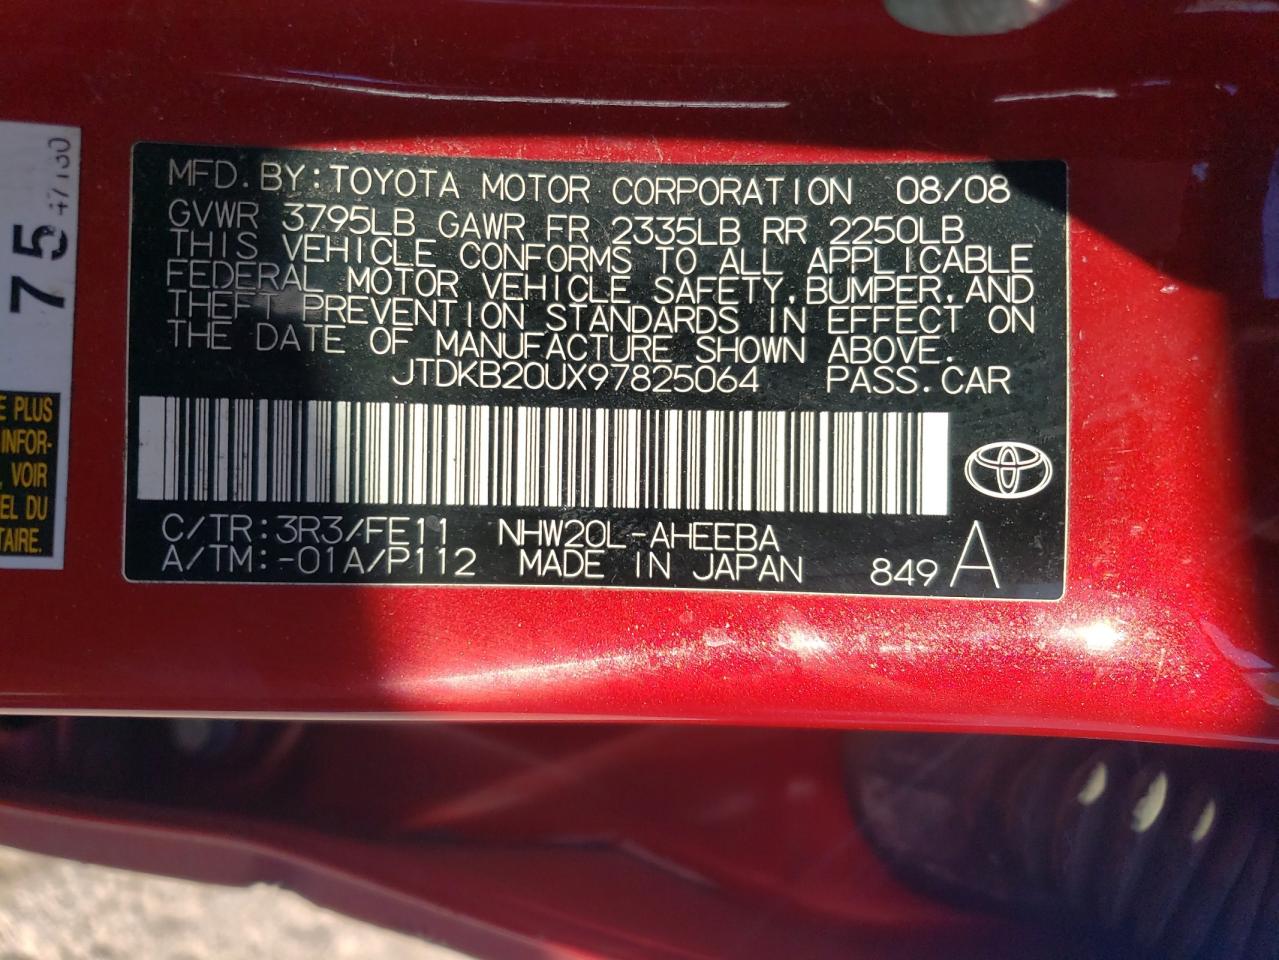 MFD. BY: TOYOTA MOTOR CORPORATION 08/08
GVWR 3795LB GAWR FR 2335LB RR 2250LB
THIS VEHICLE CONFORMS TO ALL APPLICABLE
FEDERAL MOTOR VEHICLE SAFETY, BUMPER, AND
THEFT PREVENTION STANDARDS IN EFFECT ON
THE DATE OF MANUFACTURE SHOWN ABOVE.
JTDKB20UX97825064 PASS. CAR
C/TR: 3R3/FE11 NHW20L-AHEEBA
A/TM: -01A/P112 MADE IN JAPAN 849 A
75
47130
E PLUS
INFOR-
VOIR
EL DU
TAIRE.